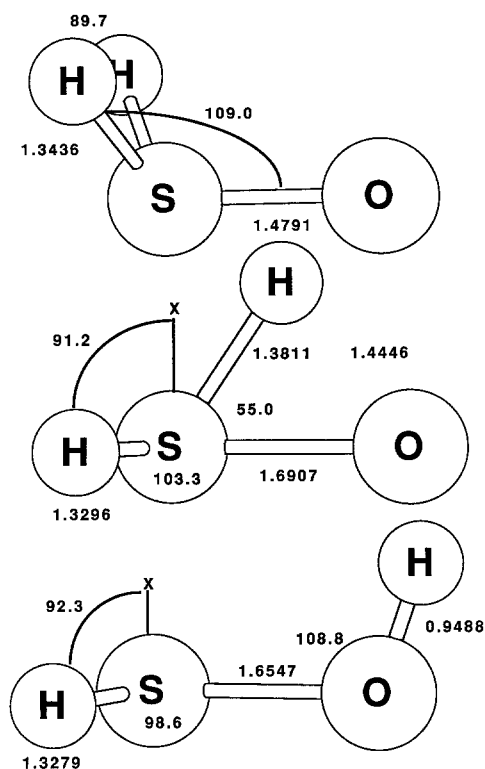 89.7
H H
109.0
1.3436
S O
1.4791
H
X
91.2
1.3811 1.4446
55.0
H S O
103.3
1.6907
1.3296
H
X
92.3
0.9488
108.8
1.6547
H S O
98.6
1.3279